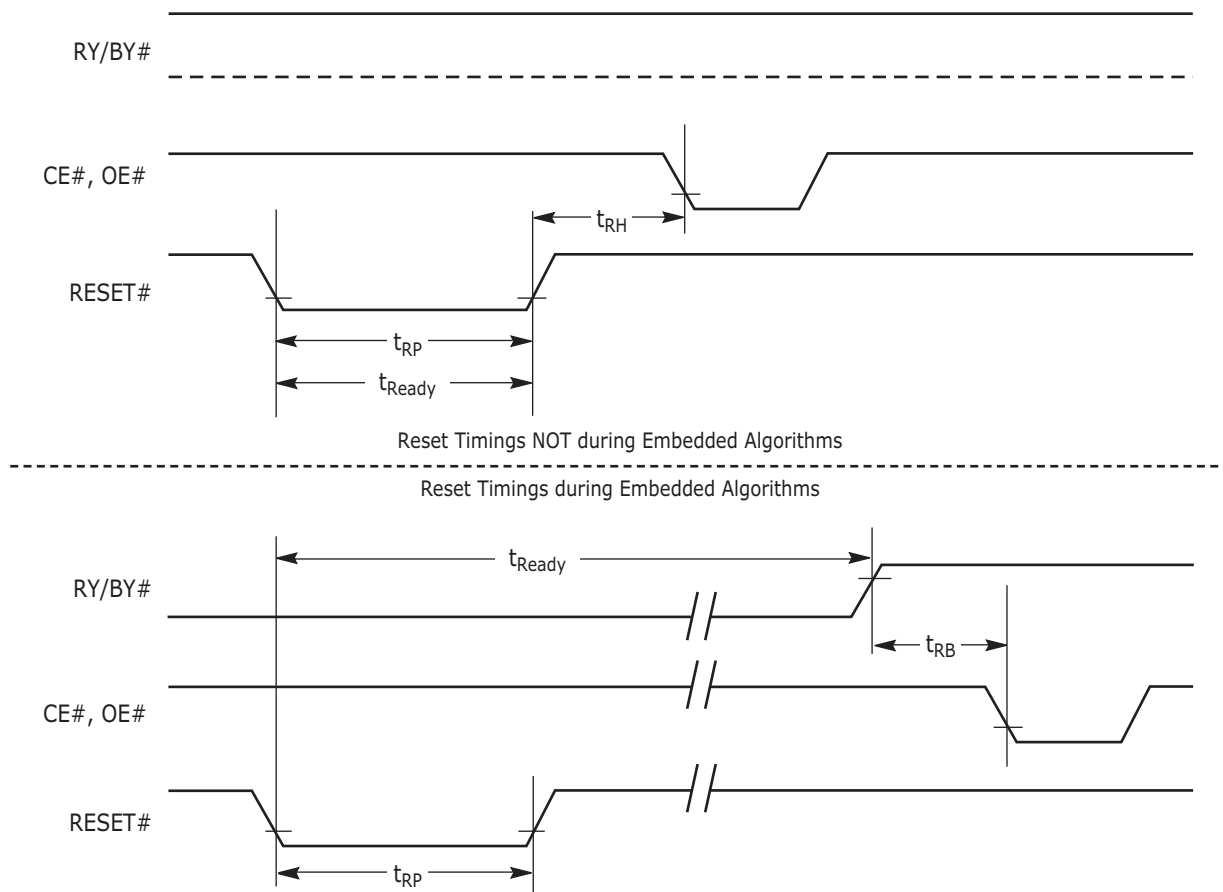 RY/BY#
CE#, OE#
tRH
RESET#
tRP
tReady
Reset Timings NOT during Embedded Algorithms
Reset Timings during Embedded Algorithms
tReady
RY/BY#
tRB
CE#, OE#
RESET#
tRP